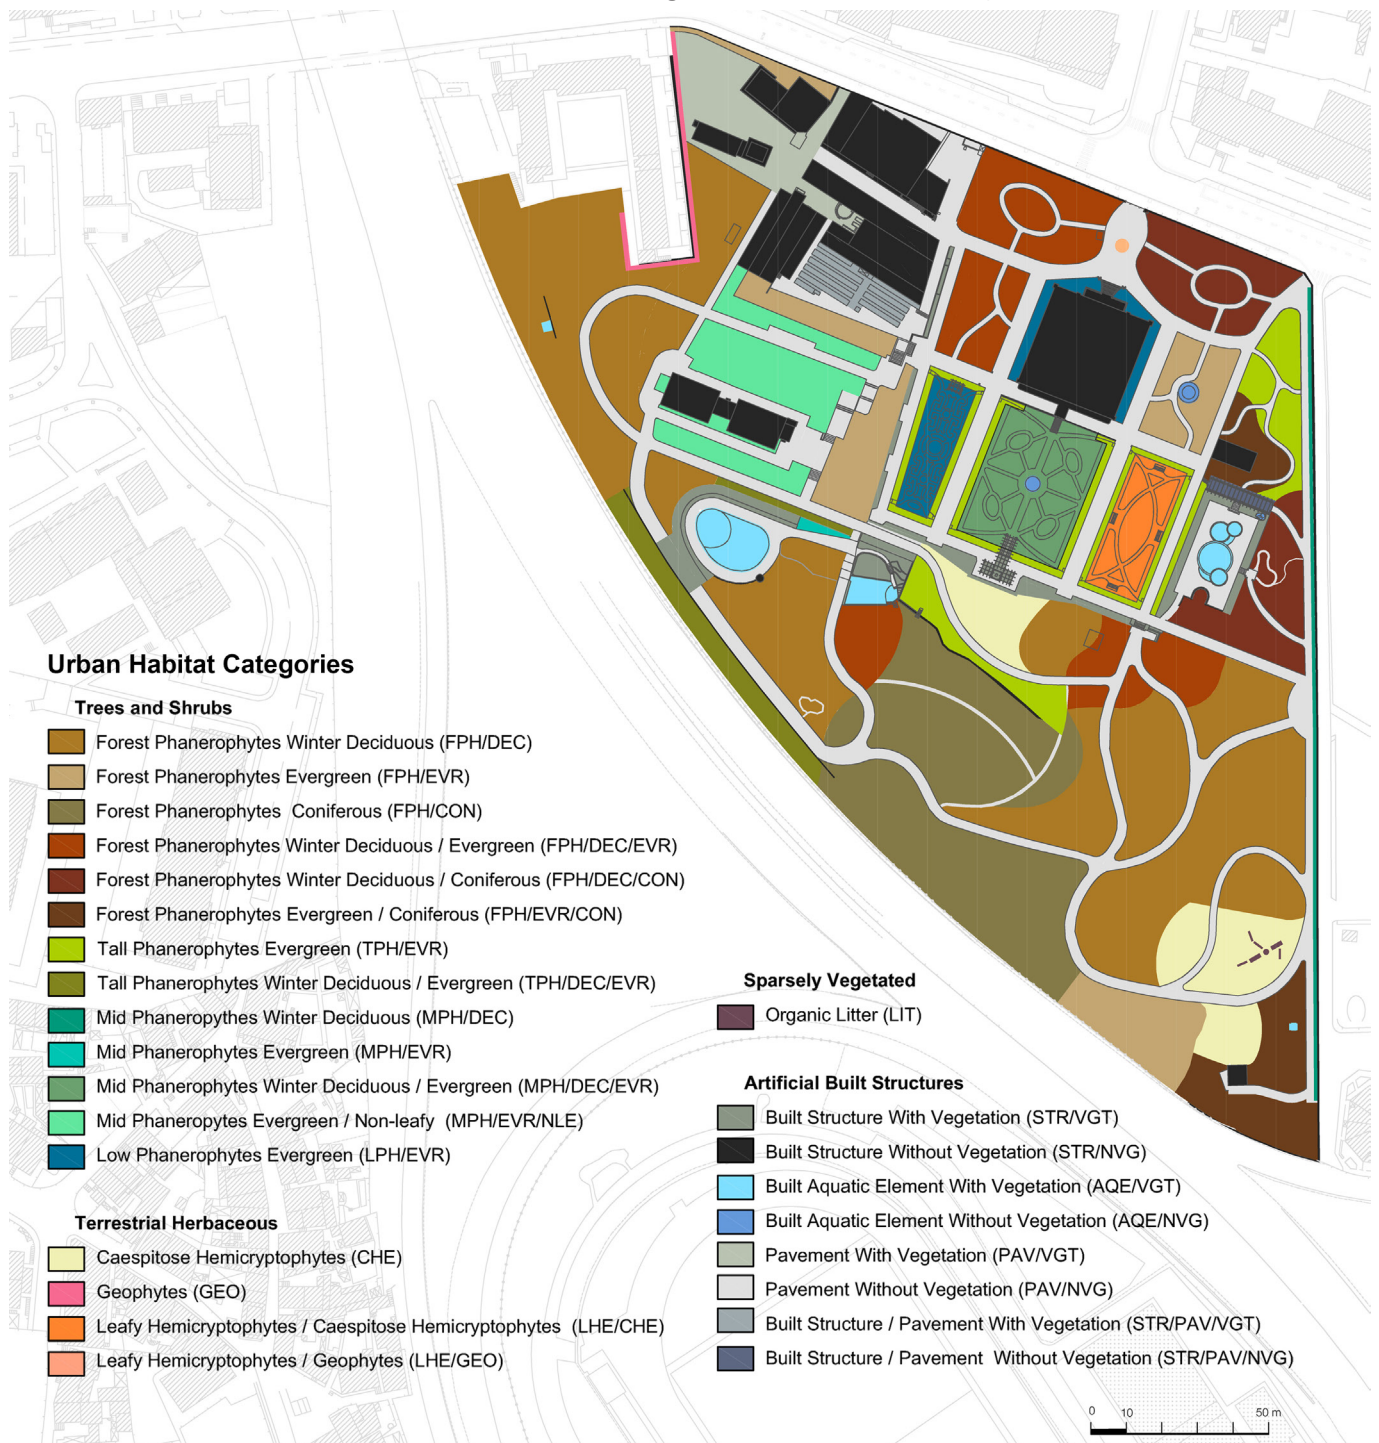 Urban Habitat Categories
Trees and Shrubs
Forest Phanerophytes Winter Deciduous (FPH/DEC)
Forest Phanerophytes Evergreen (FPH/EVR)
Forest Phanerophytes  Coniferous (FPH/CON)
Forest Phanerophytes Winter Deciduous / Evergreen (FPH/DEC/EVR)
Forest Phanerophytes Winter Deciduous / Coniferous (FPH/DEC/CON)
Forest Phanerophytes Evergreen / Coniferous (FPH/EVR/CON)
Tall Phanerophytes Evergreen (TPH/EVR)
Tall Phanerophytes Winter Deciduous / Evergreen (TPH/DEC/EVR)
Mid Phaneropythes Winter Deciduous (MPH/DEC)
Mid Phanerophytes Evergreen (MPH/EVR)
Mid Phanerophytes Winter Deciduous / Evergreen (MPH/DEC/EVR)
Mid Phaneropytes Evergreen / Non-leafy  (MPH/EVR/NLE)
Low Phanerophytes Evergreen (LPH/EVR)
Terrestrial Herbaceous
Caespitose Hemicryptophytes (CHE)
Geophytes (GEO)
Leafy Hemicryptophytes / Caespitose Hemicryptophytes  (LHE/CHE)
Leafy Hemicryptophytes / Geophytes (LHE/GEO)
Sparsely Vegetated
Organic Litter (LIT)
Artificial Built Structures
Built Structure With Vegetation (STR/VGT)
Built Structure Without Vegetation (STR/NVG)
Built Aquatic Element With Vegetation (AQE/VGT)
Built Aquatic Element Without Vegetation (AQE/NVG)
Pavement With Vegetation (PAV/VGT)
Pavement Without Vegetation (PAV/NVG)
Built Structure / Pavement With Vegetation (STR/PAV/VGT)
Built Structure / Pavement  Without Vegetation (STR/PAV/NVG)
0 10 50 m